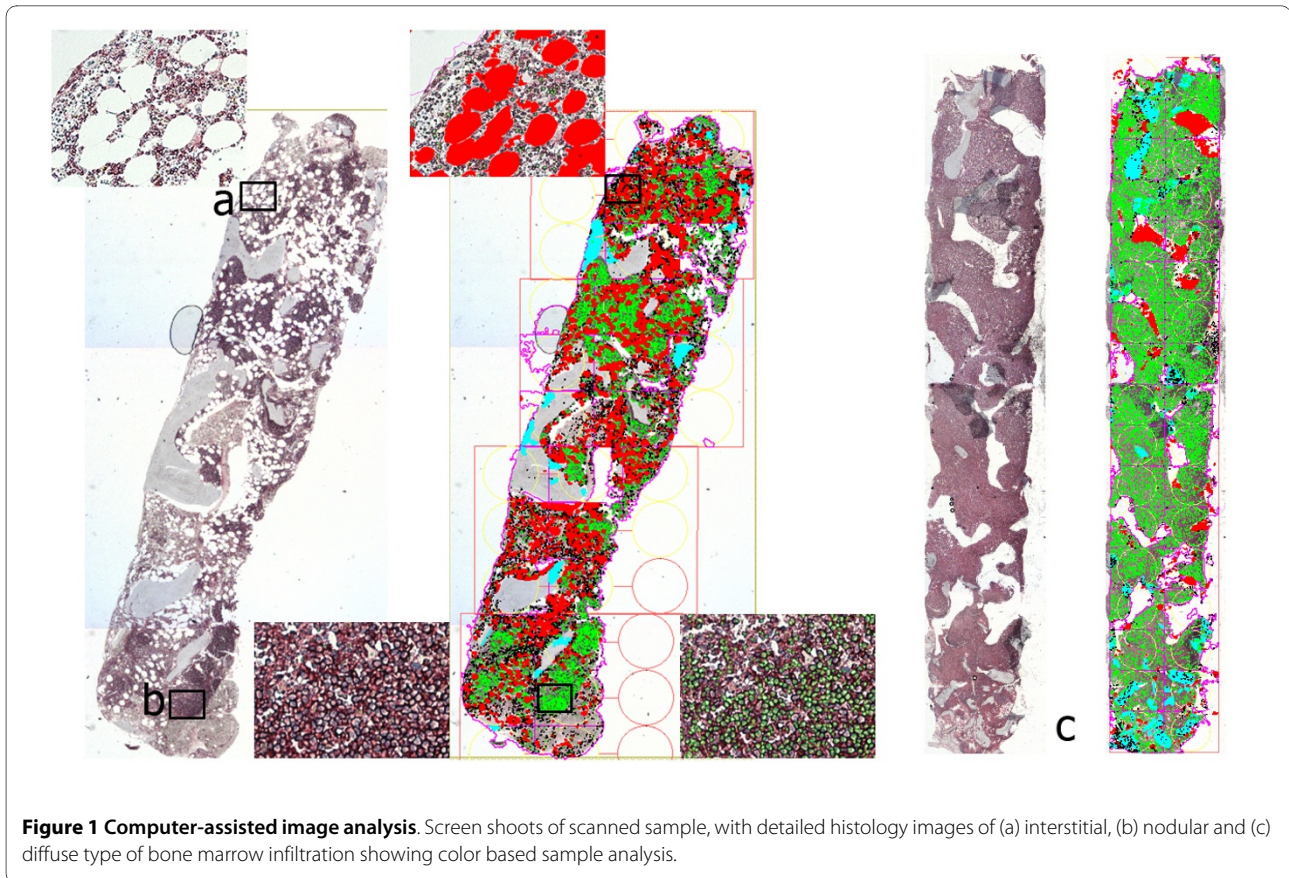 a
b
c
Figure 1 Computer-assisted image analysis. Screen shoots of scanned sample, with detailed histology images of (a) interstitial, (b) nodular and (c)
diffuse type of bone marrow infiltration showing color based sample analysis.